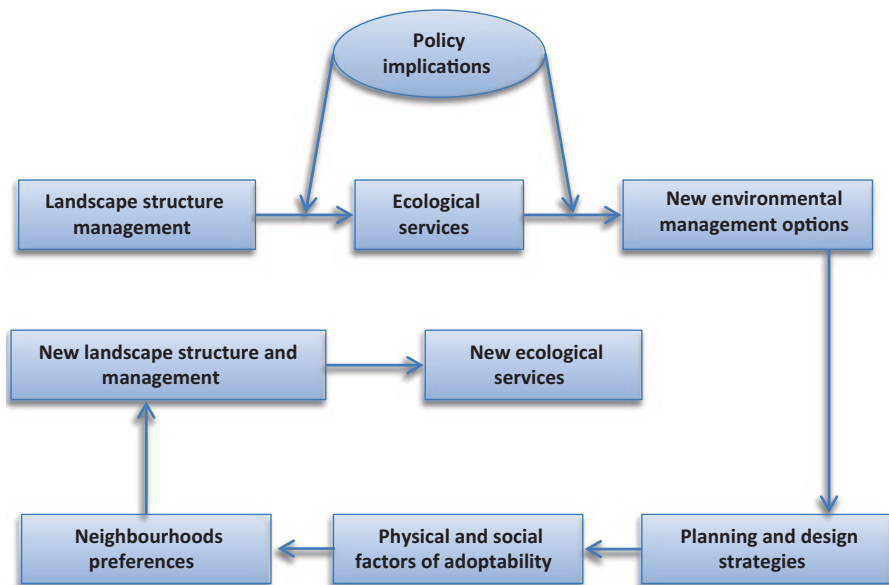 Policy
implications
Landscape structure
management
Ecological
services
New environmental
management options
New landscape structure and
management
New ecological
services
Neighbourhoods
preferences
Physical and social
factors of adoptability
Planning and design
strategies